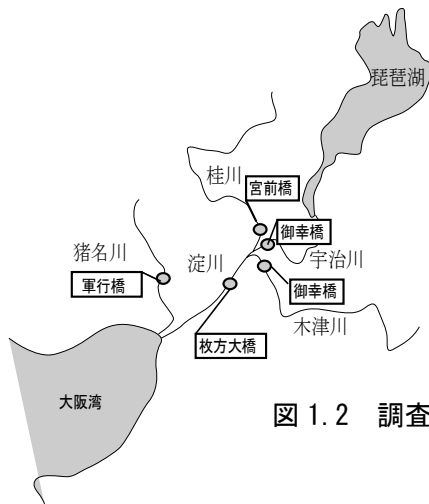 琵琶湖
桂川
宮前橋
御幸橋
猪名川
淀川
宇治川
軍行橋
御幸橋
木津川
枚方大橋
大阪湾
図 1.2 調査